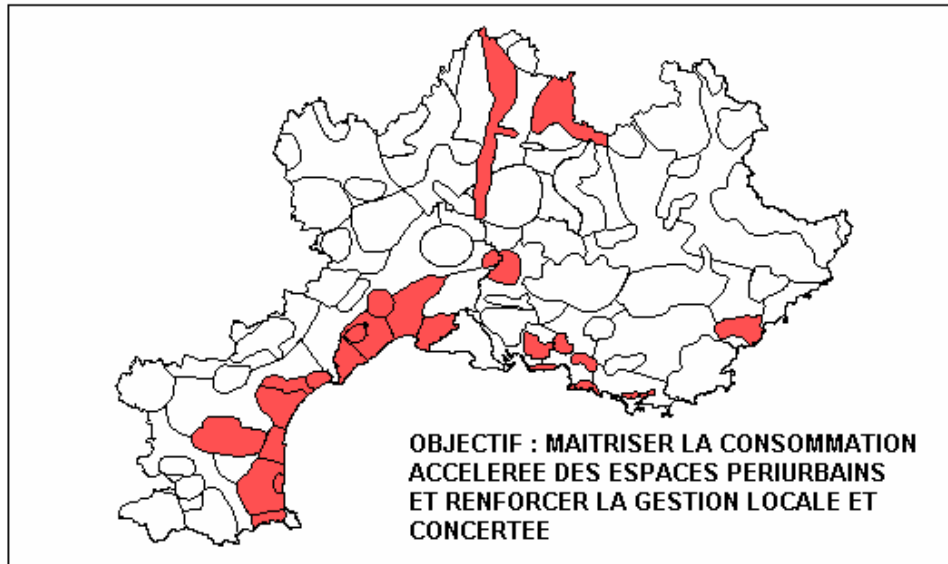 OBJECTIF : MAITRISER LA CONSOMMATION
ACCELEREE DES ESPACES PERIURBAINS
ET RENFORCER LA GESTION LOCALE ET
CONCERTEE